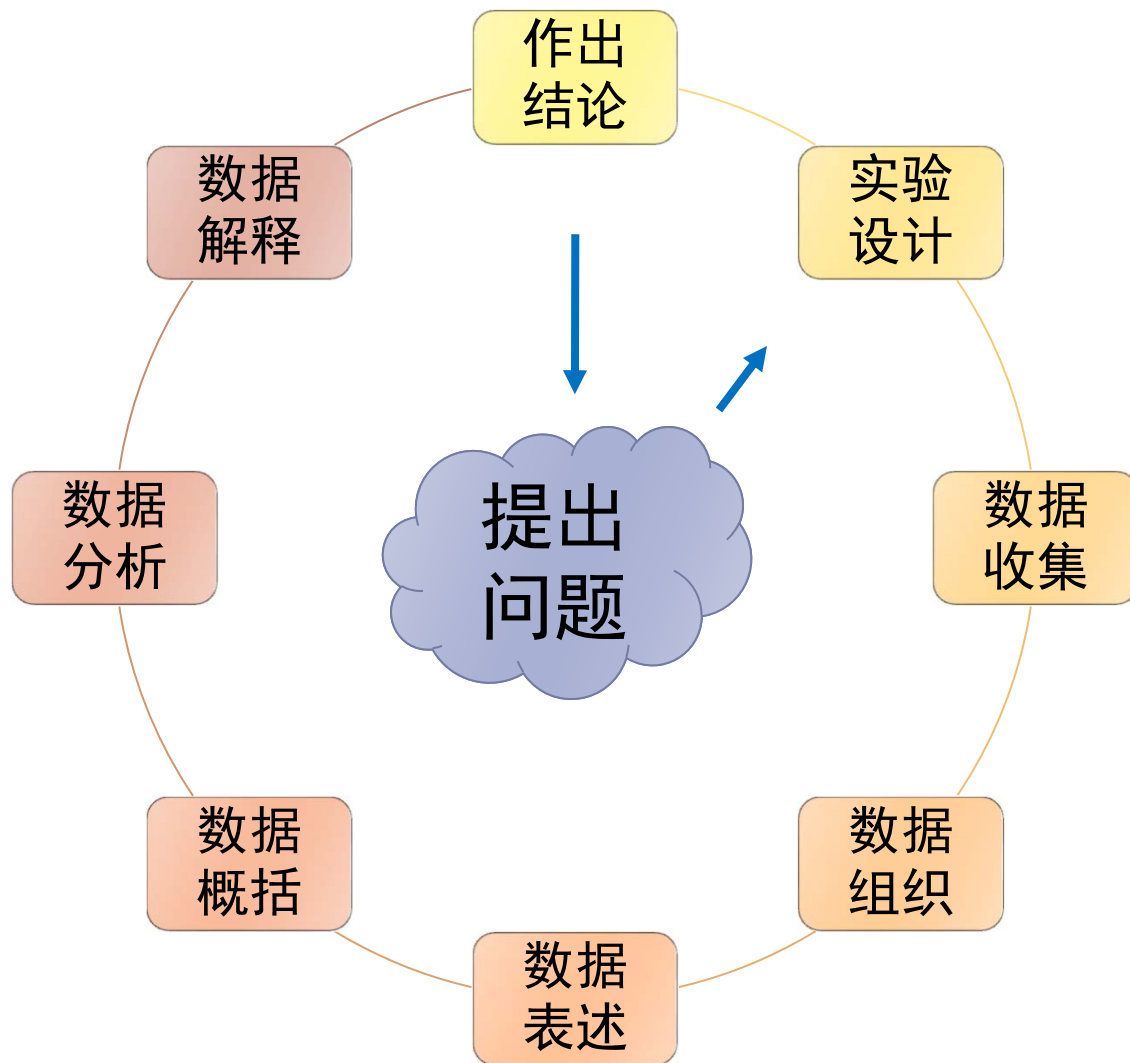 作出
结论
实验
设计
数据
收集
数据
组织
数据
表述
数据
概括
数据
分析
数据
解释
提出
问题